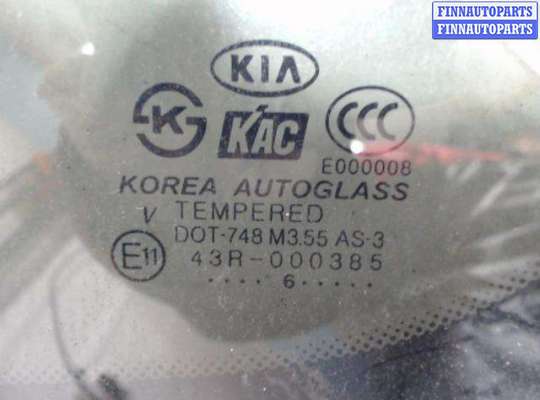 FINNAUTOPARTS
FINNAUTOPARTS
KIA
K KAC CCC
E000008
KOREA AUTOGLASS
V TEMPERED
DOT-748 M3.55 AS-3
E11 43R-000385
.... 6 .....